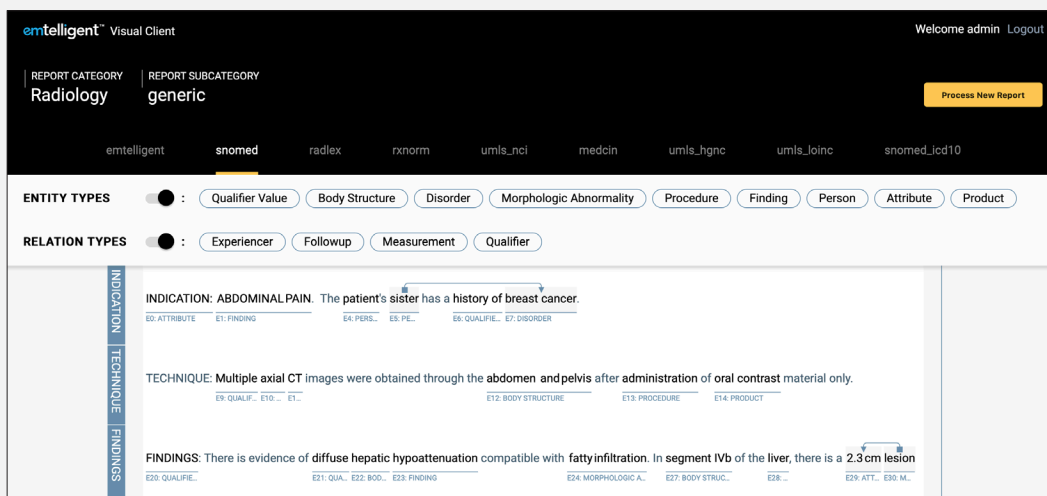 emtelligent™ Visual Client
Welcome admin Logout
REPORT CATEGORY REPORT SUBCATEGORY
Radiology generic
Process New Report
emtelligent snomed radlex rxnorm umls_nci medcin umls_hgnc umls_loinc snomed_icd10
ENTITY TYPES : Qualifier Value Body Structure Disorder Morphologic Abnormality Procedure Finding Person Attribute Product
RELATION TYPES : Experiencer Followup Measurement Qualifier
INDICATION
INDICATION: ABDOMINAL PAIN. The patient's sister has a history of breast cancer.
E0: ATTRIBUTE E1: FINDING E4: PERS... E5: PE... E6: QUALIFIE... E7: DISORDER
TECHNIQUE
TECHNIQUE: Multiple axial CT images were obtained through the abdomen and pelvis after administration of oral contrast material only.
E9: QUALIF... E10: ... E1... E12: BODY STRUCTURE E13: PROCEDURE E14: PRODUCT
FINDINGS
FINDINGS: There is evidence of diffuse hepatic hypoattenuation compatible with fatty infiltration. In segment IVb of the liver, there is a 2.3 cm lesion
E20: QUALIFIE... E21: QUA... E22: BOD... E23: FINDING E24: MORPHOLOGIC A... E27: BODY STRUC... E28: ... E29: ATT... E30: M...